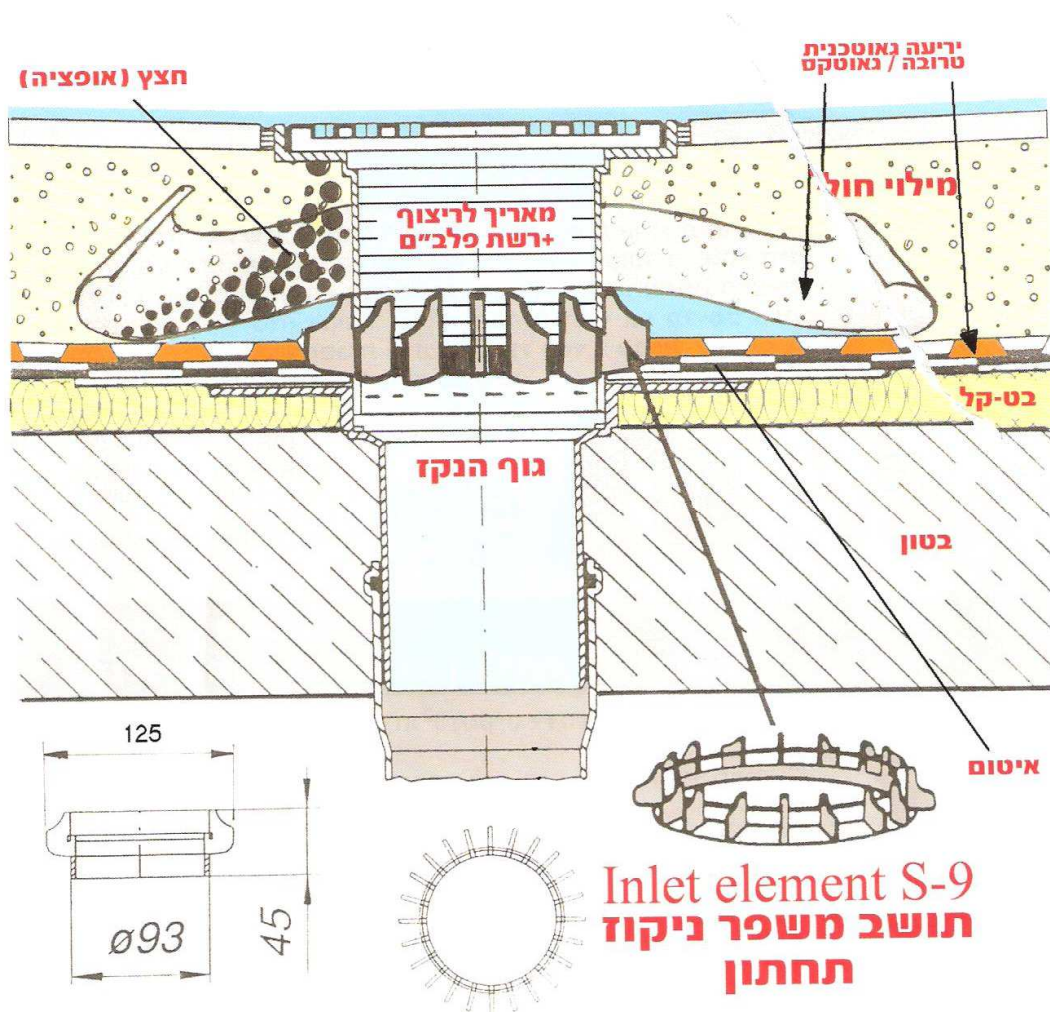 יריעה גאוטכנית
טרובה / גאוטקס
חצץ (אופציה)
מילוי חול
מאריך לריצוף
+רשת פלב״ם
בט-קל
גוף הנקז
בטון
איטום
125
45
ø93
Inlet element S-9
תושב משפר ניקוז
תחתון